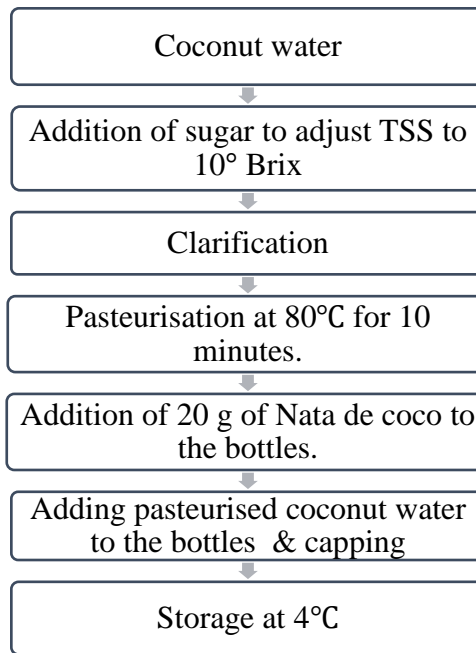 Coconut water
Addition of sugar to adjust TSS to
10° Brix
Clarification
Pasteurisation at 80℃ for 10
minutes.
Addition of 20 g of Nata de coco to
the bottles.
Adding pasteurised coconut water
to the bottles & capping
Storage at 4℃